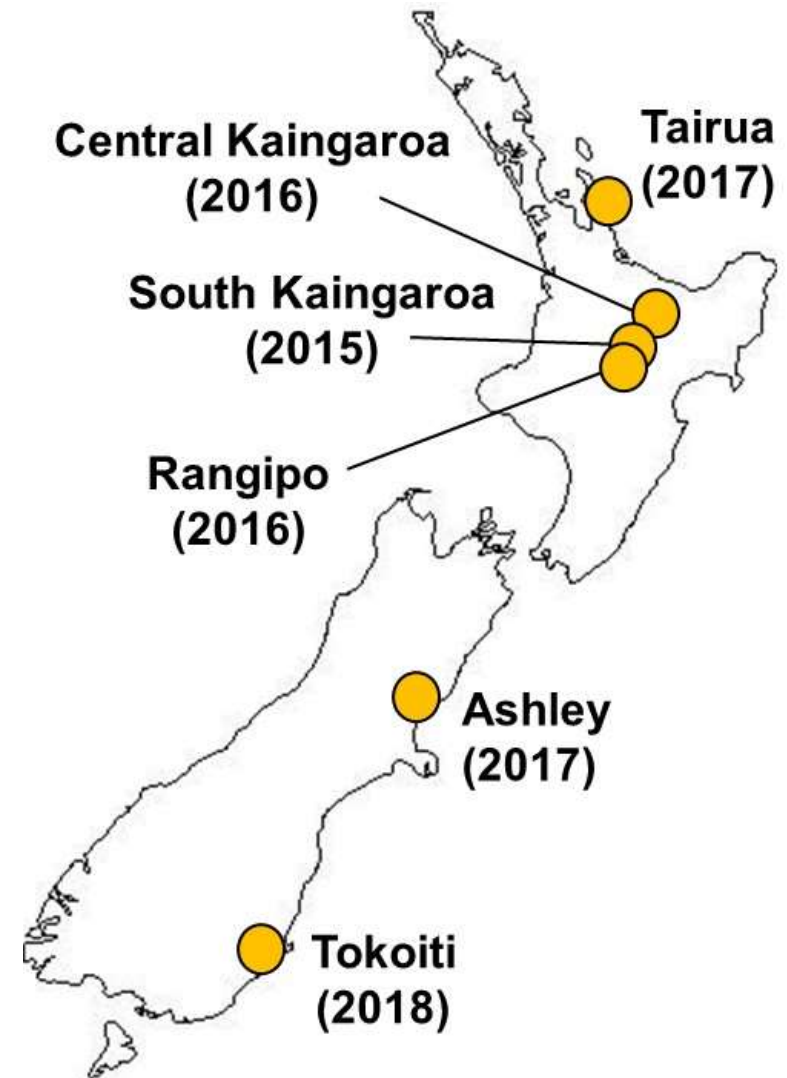 Central Kaingaroa
(2016)
Tairua
(2017)
South Kaingaroa
(2015)
Rangipo
(2016)
Ashley
(2017)
Tokoiti
(2018)